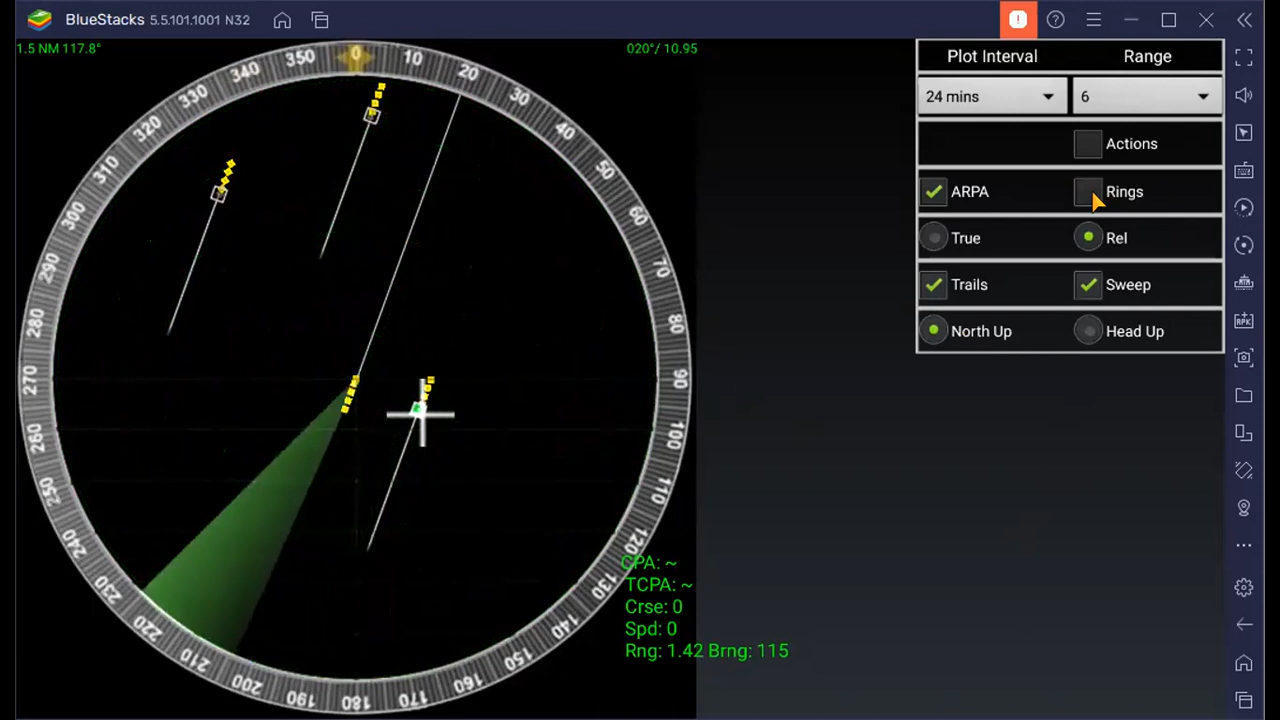 BlueStacks 5.5.101.1001 N32
1.5 NM 117.8°
020°/ 10.95
Plot Interval
Range
24 mins
6
Actions
ARPA
Rings
True
Rel
Trails
Sweep
North Up
Head Up
0
10
20
30
40
50
60
70
80
90
100
110
120
130
140
150
160
170
180
190
200
210
220
230
240
250
260
270
280
290
300
310
320
330
340
350
CPA: ~
TCPA: ~
Crse: 0
Spd: 0
Rng: 1.42 Brng: 115
RPK